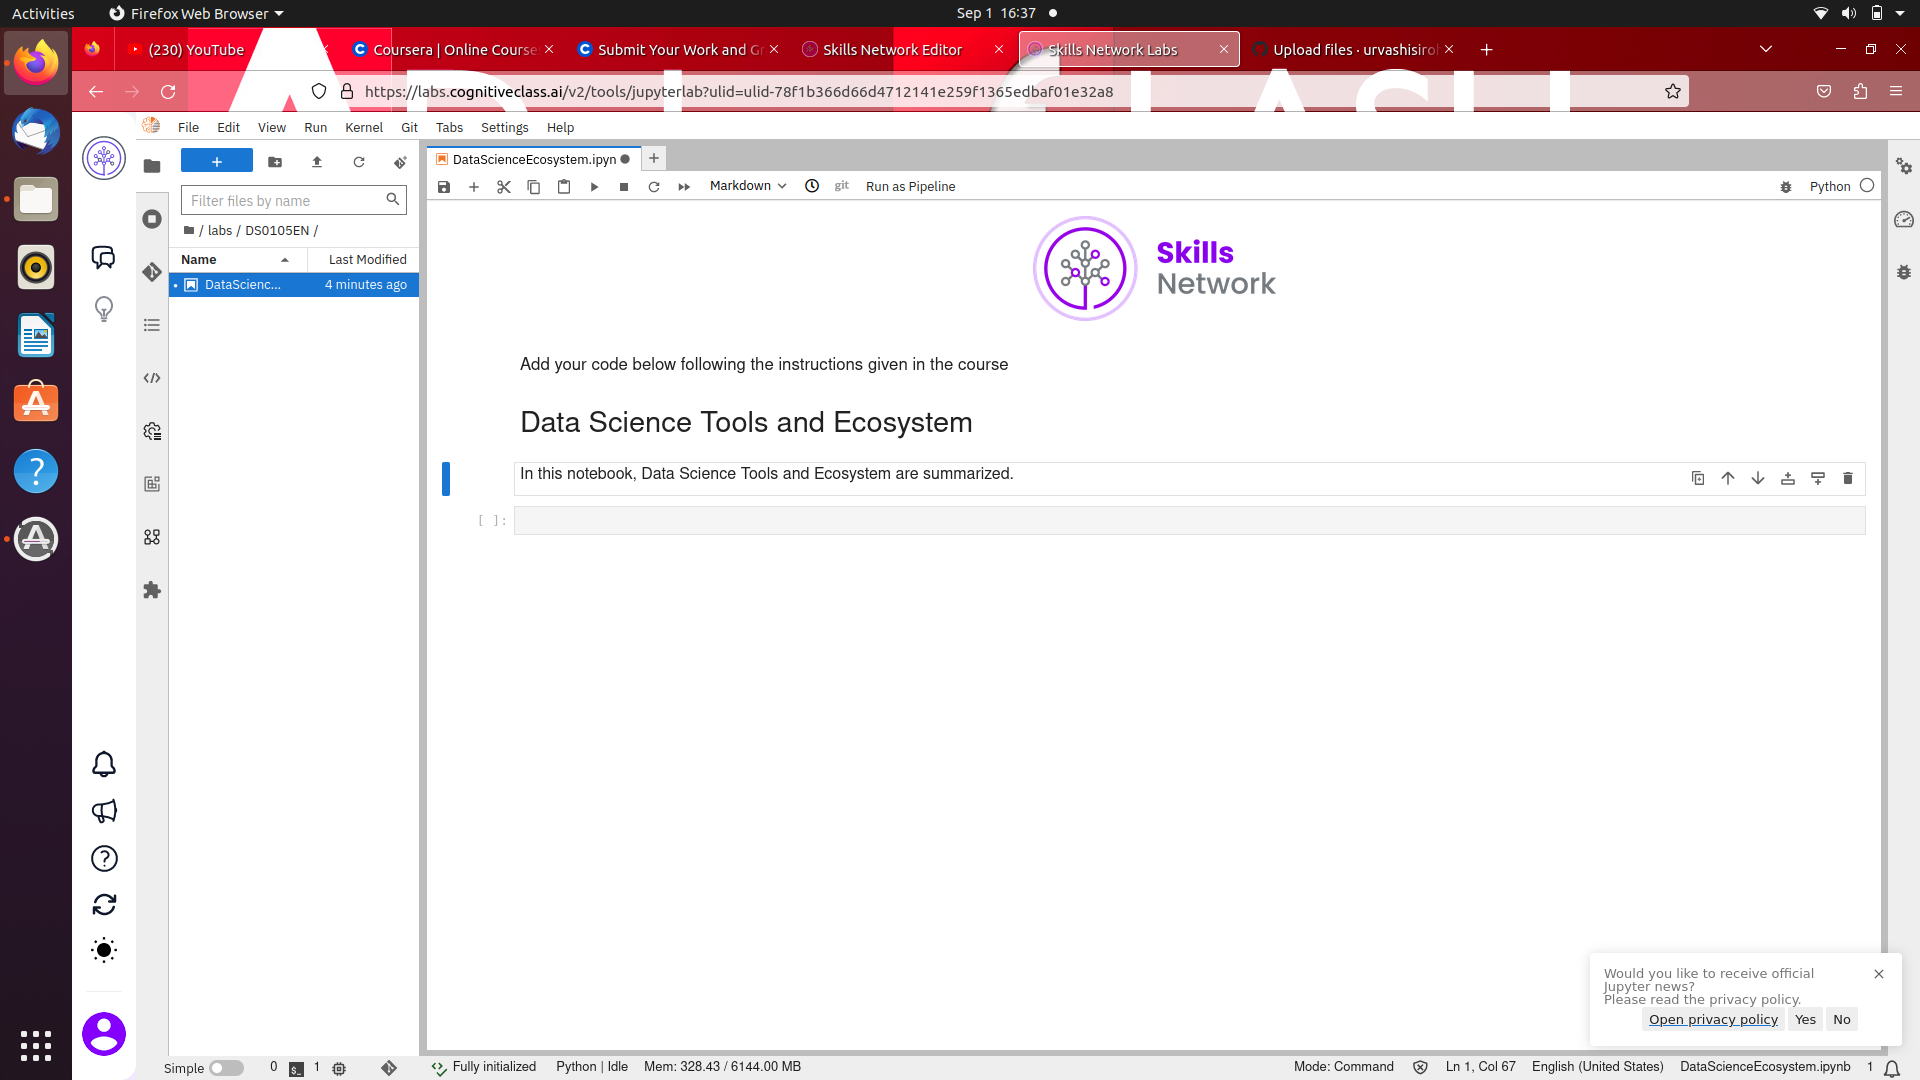 Activities
Firefox Web Browser
Sep 1 16:37
(230) YouTube
Coursera | Online Course
Submit Your Work and Gr
Skills Network Editor
Skills Network Labs
Upload files · urvashisiroh
https://labs.cognitiveclass.ai/v2/tools/jupyterlab?ulid=ulid-78f1b366d66d4712141e259f1365edbaf01e32a8
File Edit View Run Kernel Git Tabs Settings Help
DataScienceEcosystem.ipyn
Markdown
git
Run as Pipeline
Python
Filter files by name
/ labs / DS0105EN /
Name
Last Modified
DataScienc...
4 minutes ago
Skills
Network
Add your code below following the instructions given in the course
Data Science Tools and Ecosystem
In this notebook, Data Science Tools and Ecosystem are summarized.
[ ]:
Would you like to receive official
Jupyter news?
Please read the privacy policy.
Open privacy policy
Yes
No
Simple
0
$_
1
Fully initialized
Python | Idle
Mem: 328.43 / 6144.00 MB
Mode: Command
Ln 1, Col 67
English (United States)
DataScienceEcosystem.ipynb
1